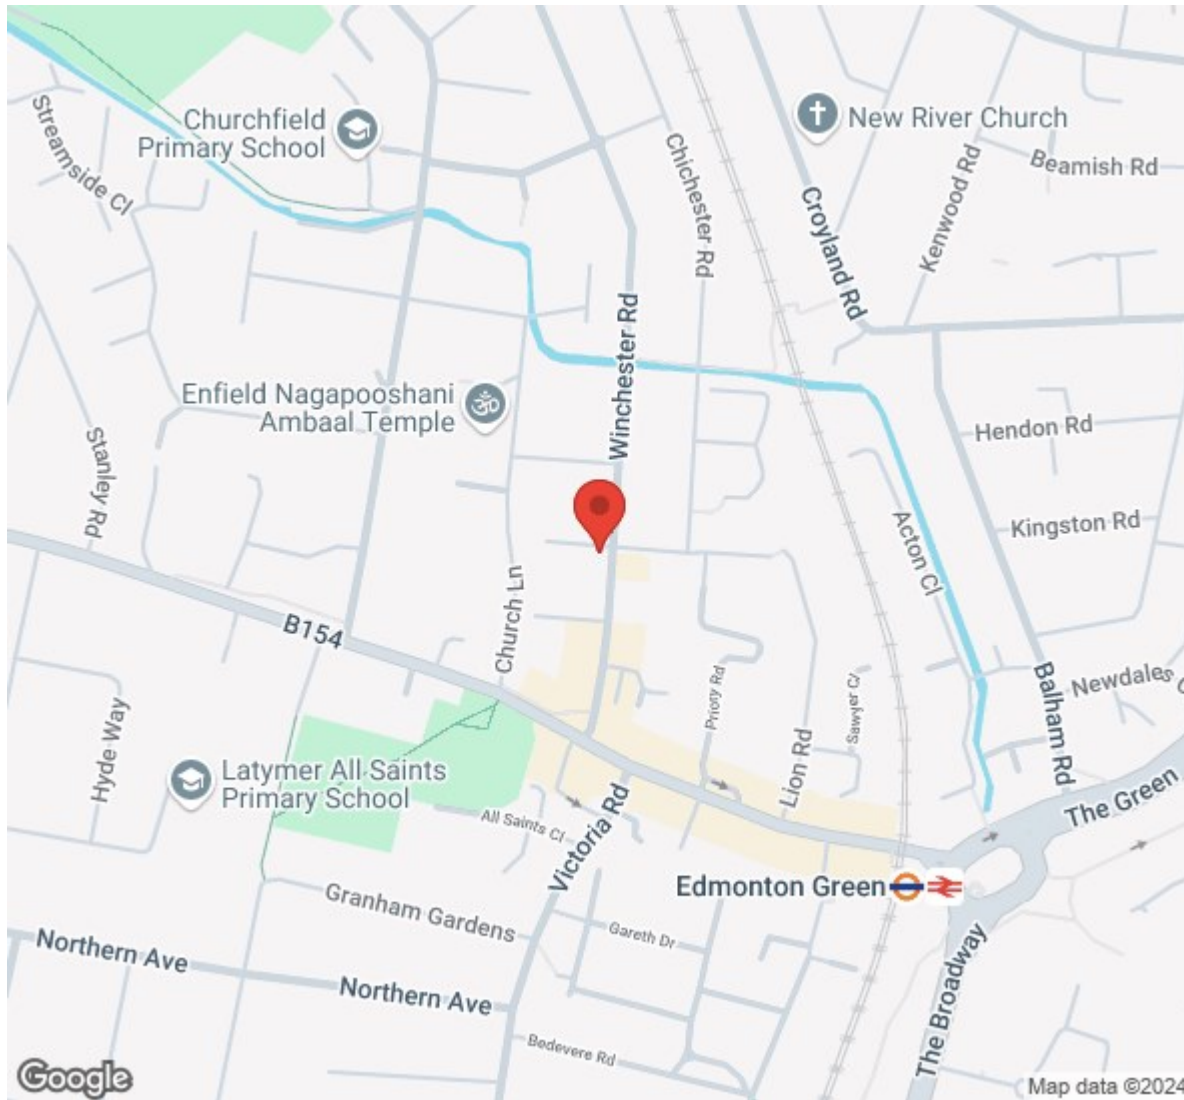 Churchfield
Primary School
New River Church
Streamside Cl
Chichester Rd
Kenwood Rd
Beamish Rd
Croyland Rd
Winchester Rd
Enfield Nagapooshani
Ambaal Temple
ॐ
Stanley Rd
Hendon Rd
Kingston Rd
Acton Cl
Church Ln
B154
Hyde Way
Priory Rd
Sawyer Cl
Lion Rd
Balham Rd
Newdales C
Latymer All Saints
Primary School
All Saints Cl
Victoria Rd
The Green
Edmonton Green
Granham Gardens
Gareth Dr
Northern Ave
Northern Ave
The Broadway
Bedevere Rd
Google
Map data ©2024